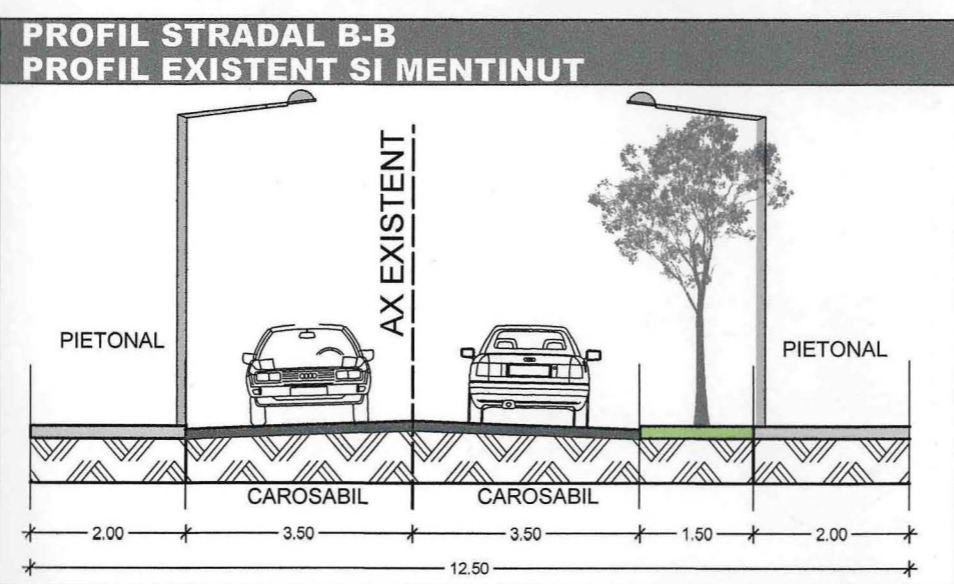 PROFIL STRADAL B-B
PROFIL EXISTENT SI MENTINUT
AX EXISTENT
PIETONAL
PIETONAL
CAROSABIL
CAROSABIL
2.00 3.50 3.50 1.50 2.00
12.50